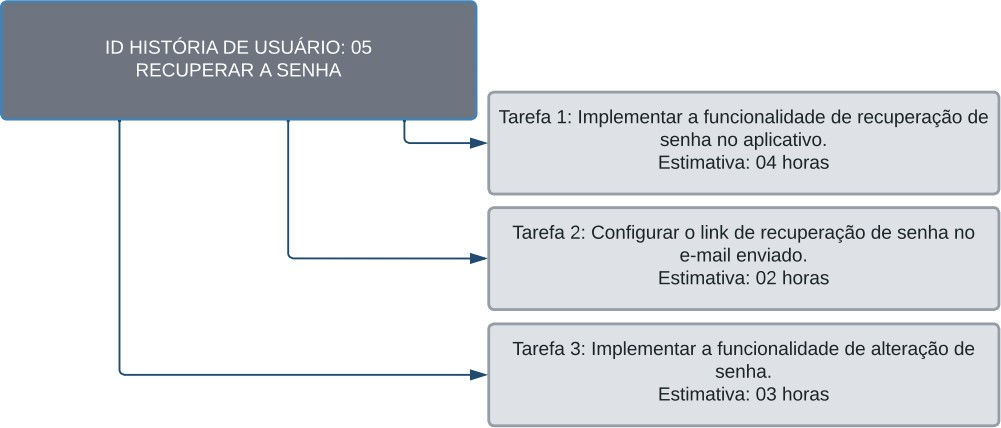 ID HISTÓRIA DE USUÁRIO: 05
RECUPERAR A SENHA
Tarefa 1: Implementar a funcionalidade de recuperação de
senha no aplicativo.
Estimativa: 04 horas
Tarefa 2: Configurar o link de recuperação de senha no
e-mail enviado.
Estimativa: 02 horas
Tarefa 3: Implementar a funcionalidade de alteração de
senha.
Estimativa: 03 horas